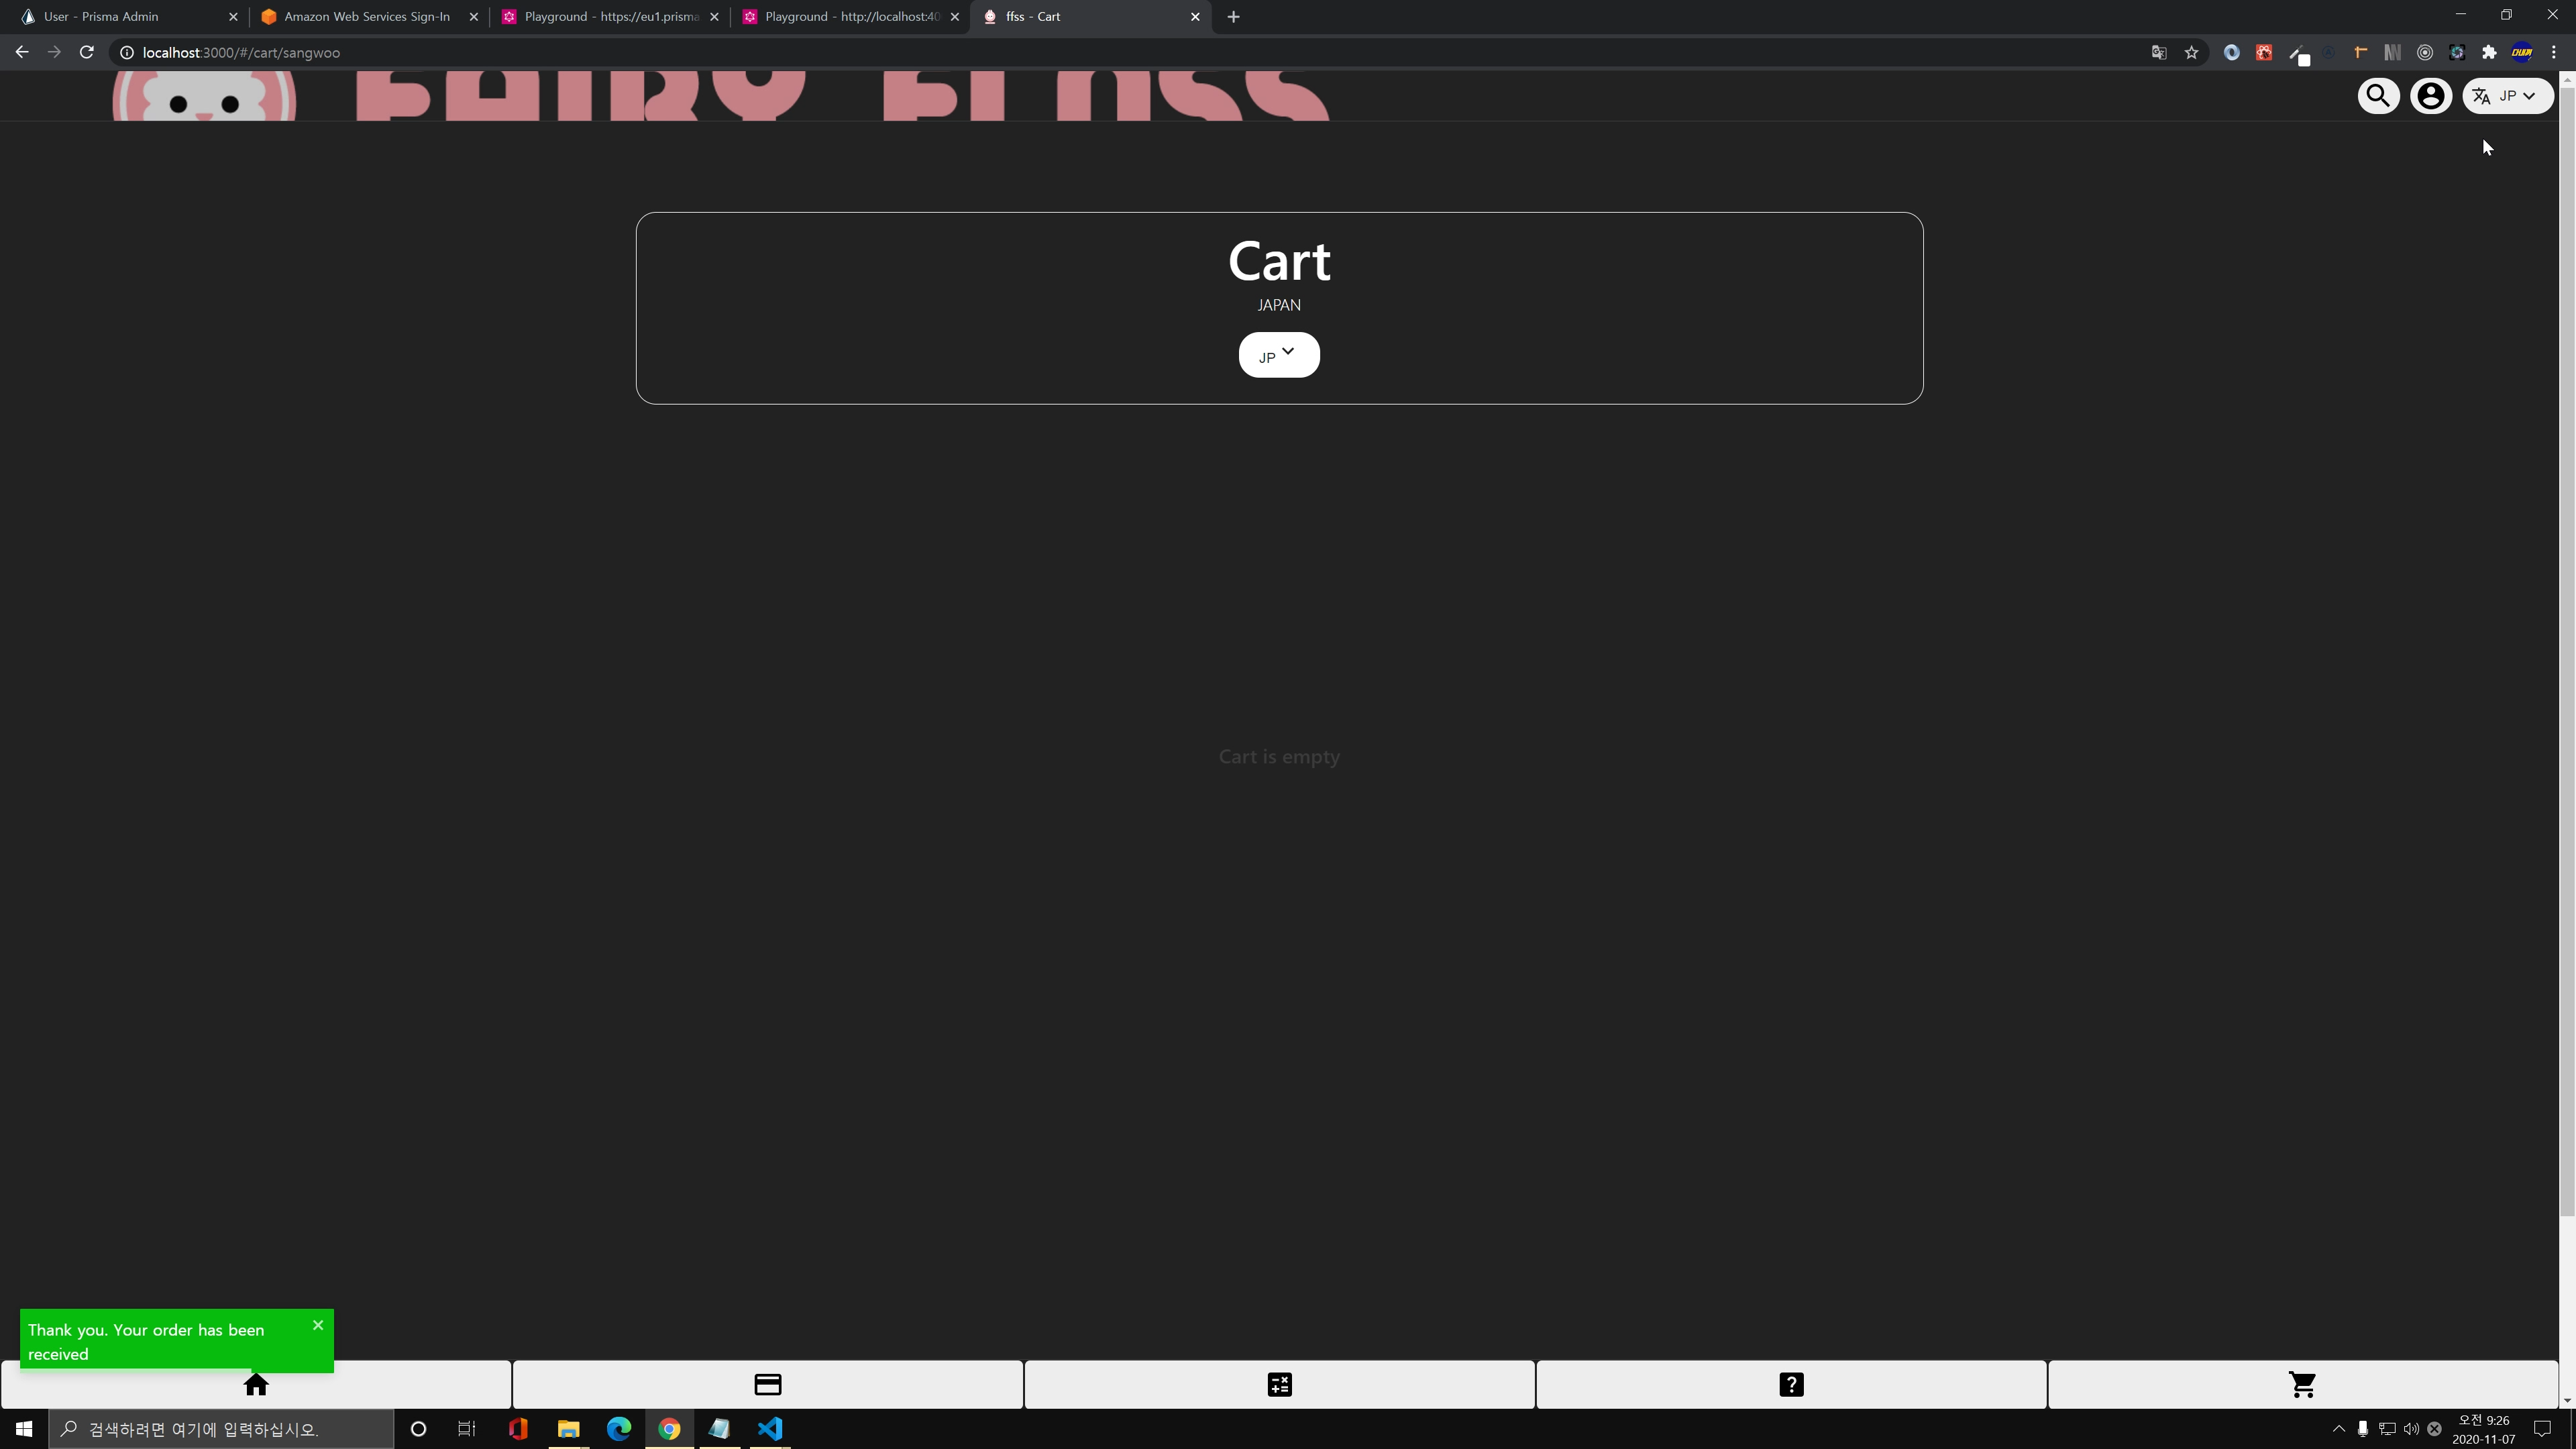 User - Prisma Admin
Amazon Web Services Sign-In
Playground - https://eu1.prisma
Playground - http://localhost:40
ffss - Cart
localhost:3000/#/cart/sangwoo
FAIRY FLOSS
JP
Cart
JAPAN
JP
Cart is empty
Thank you. Your order has been
received
검색하려면 여기에 입력하십시오.
오전 9:26
2020-11-07